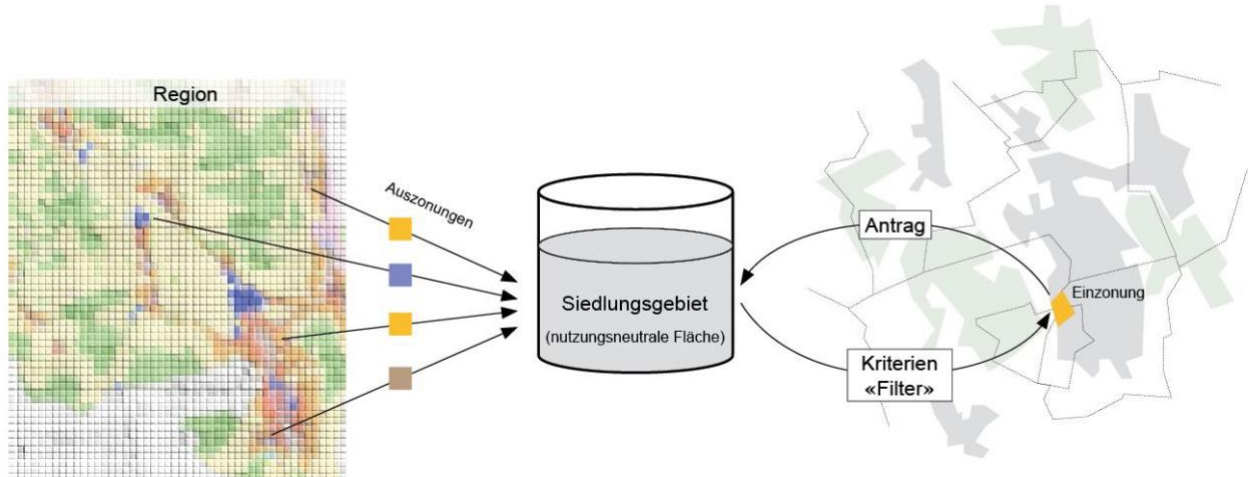 Region
Auszonungen
Siedlungsgebiet
(nutzungsneutrale Fläche)
Antrag
Einzonung
Kriterien
«Filter»